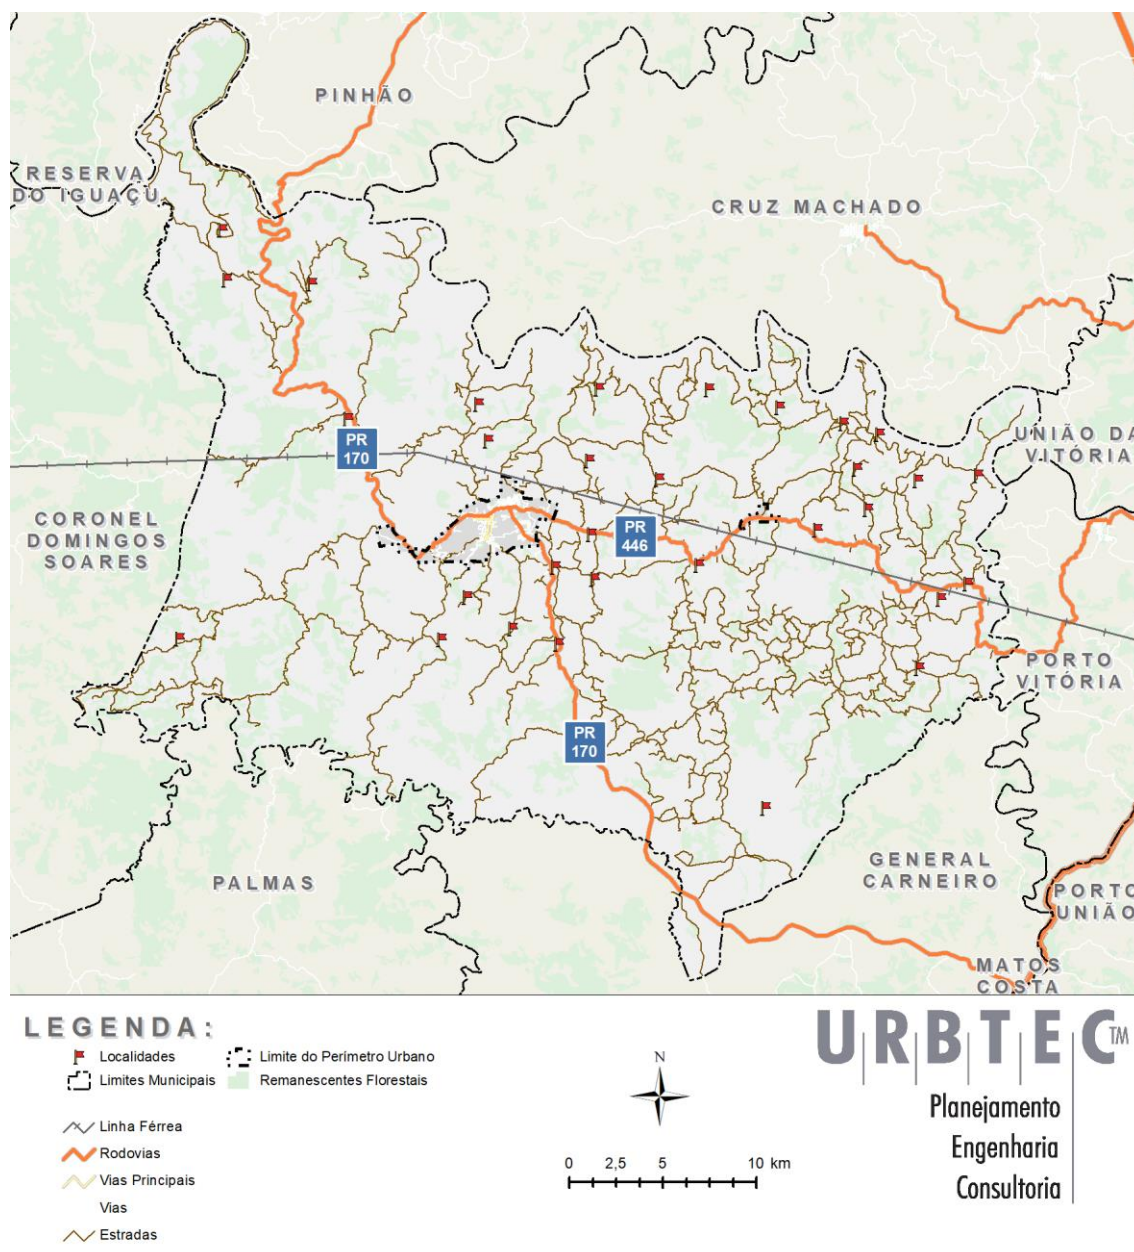 PINHÃO
RESERVA
DO IGUAÇU
CRUZ MACHADO
UNIÃO DA
VITÓRIA
PR
170
CORONEL
DOMINGOS
SOARES
PR
446
PORTO
VITÓRIA
PR
170
PALMAS
GENERAL
CARNEIRO
PORTO
UNIÃO
MATOS
COSTA
LEGENDA:
Localidades
Limite do Perímetro Urbano
Limites Municipais
Remanescentes Florestais
Linha Férrea
Rodovias
Vias Principais
Vias
Estradas
N
0 2,5 5 10 km
URBTEC TM
Planejamento
Engenharia
Consultoria